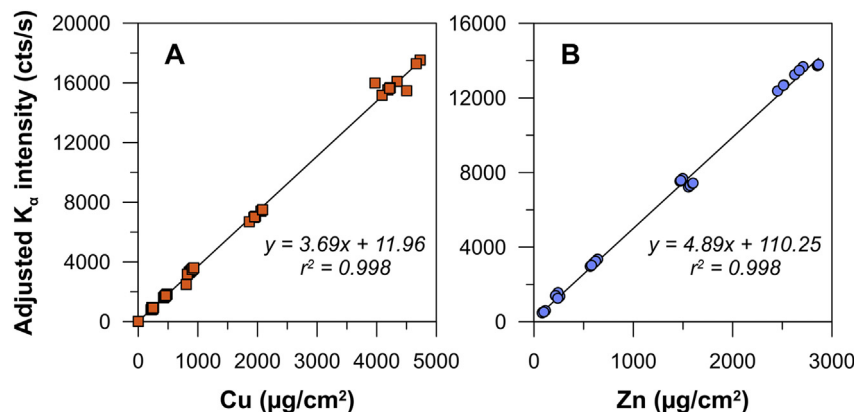 Adjusted Kα intensity (cts/s)
A
20000
16000
12000
8000
4000
0
y = 3.69x + 11.96
r² = 0.998
0 1000 2000 3000 4000 5000
Cu (µg/cm²)
B
16000
12000
8000
4000
0
y = 4.89x + 110.25
r² = 0.998
0 1000 2000 3000
Zn (µg/cm²)